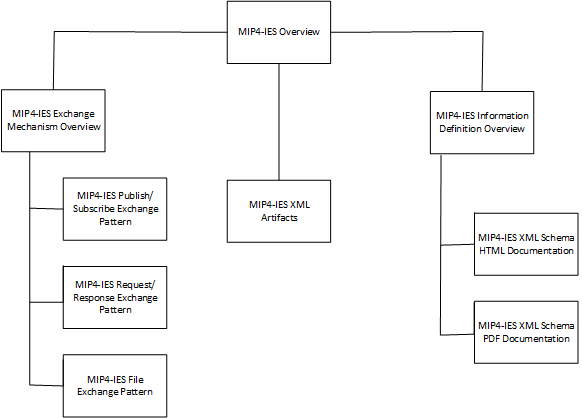 MIP4-IES Overview
MIP4-IES Exchange
Mechanism Overview
MIP4-IES Publish/
Subscribe Exchange
Pattern
MIP4-IES Request/
Response Exchange
Pattern
MIP4-IES File
Exchange Pattern
MIP4-IES XML
Artifacts
MIP4-IES Information
Definition Overview
MIP4-IES XML Schema
HTML Documentation
MIP4-IES XML Schema
PDF Documentation